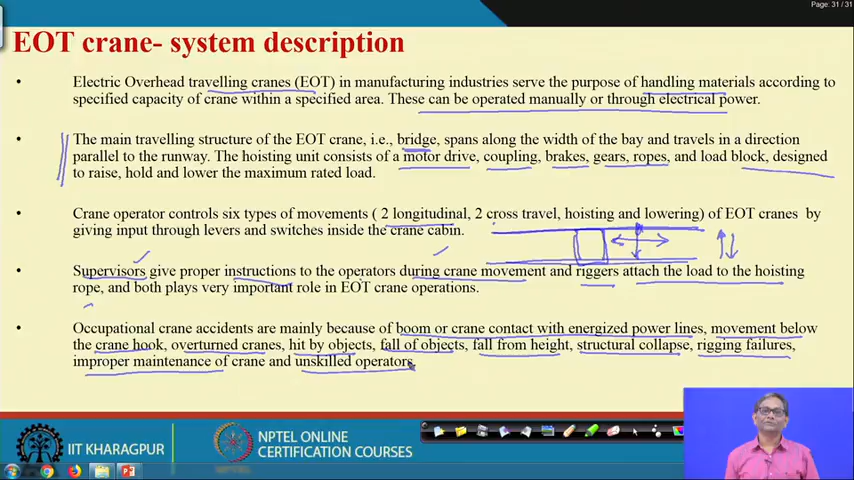 Page: 31 / 31
EOT crane- system description
• Electric Overhead travelling cranes (EOT) in manufacturing industries serve the purpose of handling materials according to
specified capacity of crane within a specified area. These can be operated manually or through electrical power.
• The main travelling structure of the EOT crane, i.e., bridge, spans along the width of the bay and travels in a direction
parallel to the runway. The hoisting unit consists of a motor drive, coupling, brakes, gears, ropes, and load block, designed
to raise, hold and lower the maximum rated load.
• Crane operator controls six types of movements ( 2 longitudinal, 2 cross travel, hoisting and lowering) of EOT cranes by
giving input through levers and switches inside the crane cabin.
• Supervisors give proper instructions to the operators during crane movement and riggers attach the load to the hoisting
rope, and both plays very important role in EOT crane operations.
• Occupational crane accidents are mainly because of boom or crane contact with energized power lines, movement below
the crane hook, overturned cranes, hit by objects, fall of objects, fall from height, structural collapse, rigging failures,
improper maintenance of crane and unskilled operators.
IIT KHARAGPUR
NPTEL ONLINE
CERTIFICATION COURSES